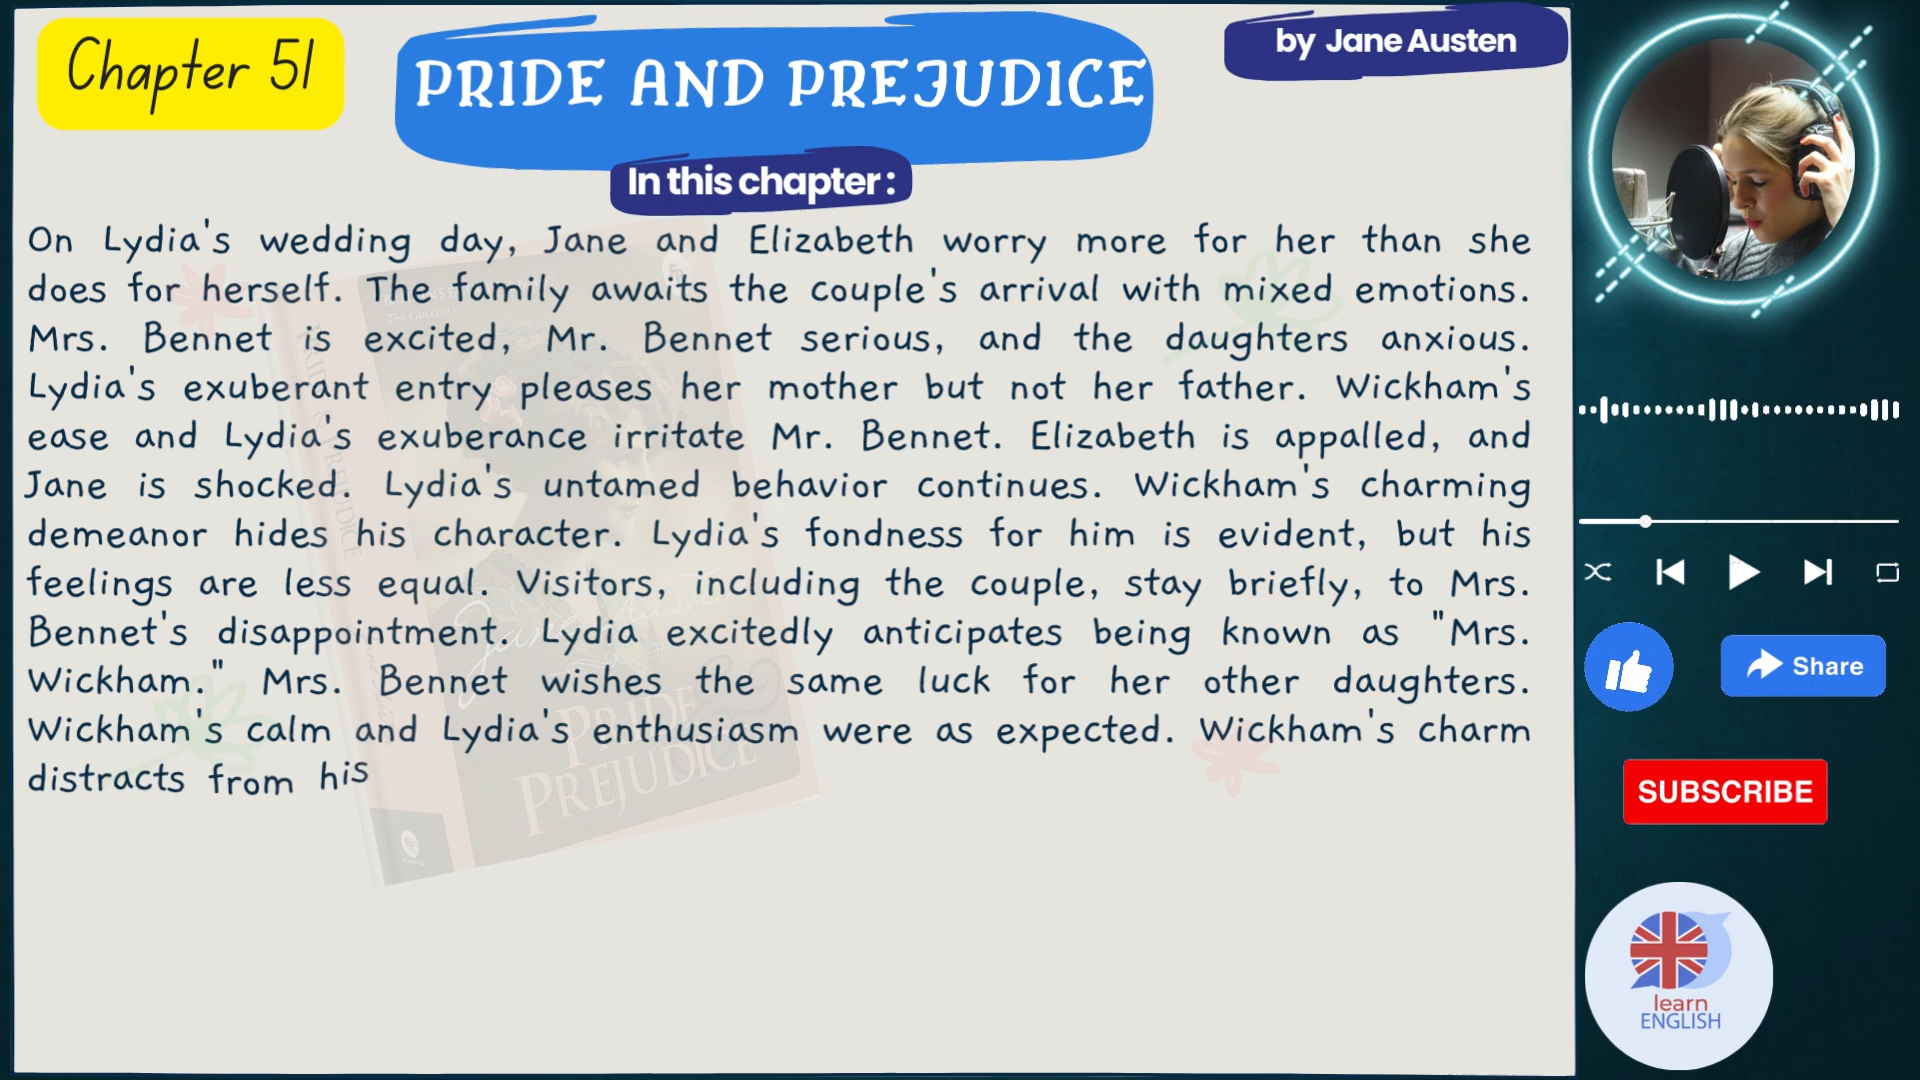 Chapter 51
PRIDE AND PREJUDICE
by Jane Austen
In this chapter :
On Lydia's wedding day, Jane and Elizabeth worry more for her than she
does for herself. The family awaits the couple's arrival with mixed emotions.
Mrs. Bennet is excited, Mr. Bennet serious, and the daughters anxious.
Lydia's exuberant entry pleases her mother but not her father. Wickham's
ease and Lydia's exuberance irritate Mr. Bennet. Elizabeth is appalled, and
Jane is shocked. Lydia's untamed behavior continues. Wickham's charming
demeanor hides his character. Lydia's fondness for him is evident, but his
feelings are less equal. Visitors, including the couple, stay briefly, to Mrs.
Bennet's disappointment. Lydia excitedly anticipates being known as "Mrs.
Wickham." Mrs. Bennet wishes the same luck for her other daughters.
Wickham's calm and Lydia's enthusiasm were as expected. Wickham's charm
distracts from his
Jane Austen
PRIDE &
PREJUDICE
Share
SUBSCRIBE
learn
ENGLISH